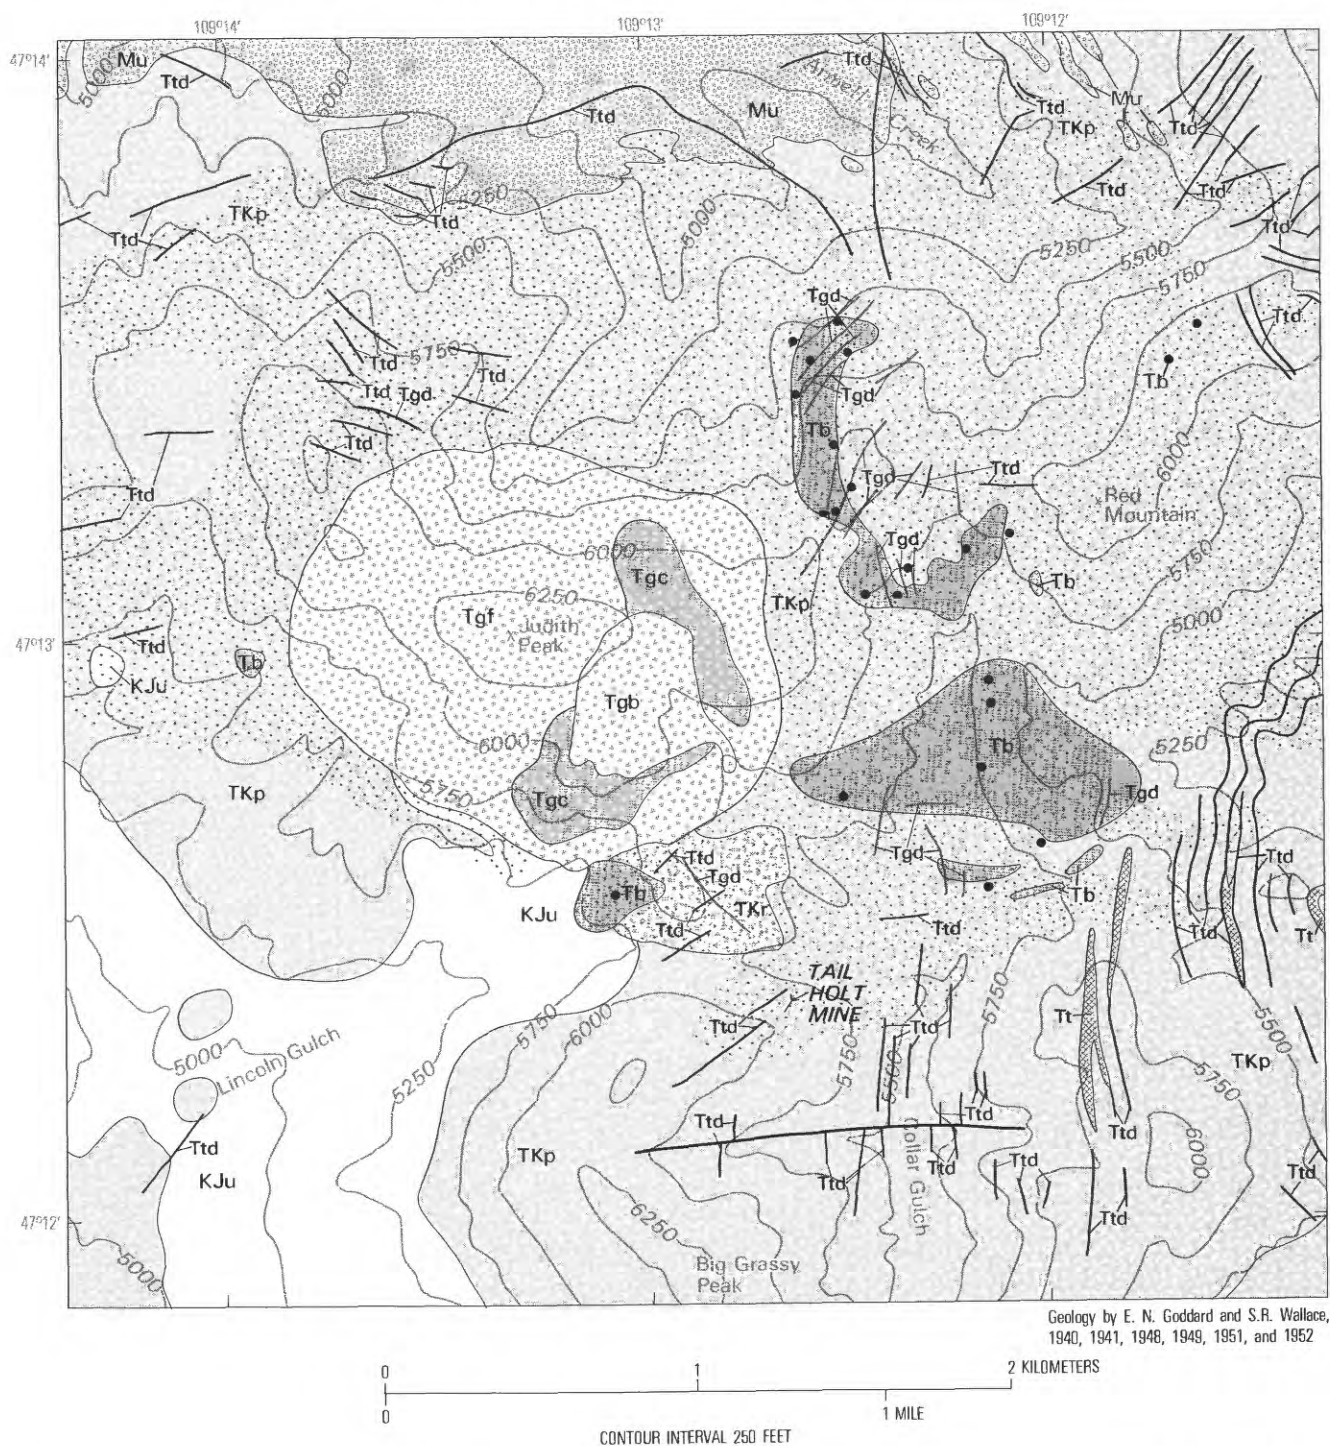 109°14′
109°13′
109°12′
47°14′
Mu
Ttd
5000
5000
Ttd
Mu
Ttd
Armell
Creek
Ttd
TKp
Mu
Ttd
TKp
Ttd
5250
Ttd
5000
Ttd
Ttd
Ttd
5500
5250
5500
5750
Tgd
Ttd
5750
Ttd
Ttd
Ttd
Tgd
Tgd
Tb
Ttd
Tb
6000
Ttd
Tgd
Ttd
Red
Mountain
6000
Tgd
5750
Tgc
Tb
6250
TKp
Tgf
Judith
Peak
5000
47°13′
Ttd
KJu
Tb
Tgb
6000
Tb
5250
TKp
5750
Tgc
Tgd
Ttd
Tgd
Tgd
Ttd
Tb
KJu
TKr
Tb
Ttd
Ttd
Ttd
Tt
TAIL
HOLT
MINE
5750
6000
5750
Ttd
Ttd
Tt
5500
5000
Lincoln Gulch
5250
5750
5500
TKp
5750
Ttd
Ttd
Ttd
Ttd
KJu
TKp
Collar Gulch
Ttd
Ttd
Ttd
6000
Ttd
Ttd
47°12′
6250
5000
Big Grassy
Peak
Geology by E. N. Goddard and S.R. Wallace,
1940, 1941, 1948, 1949, 1951, and 1952
0 1 2 KILOMETERS
0 1 MILE
CONTOUR INTERVAL 250 FEET